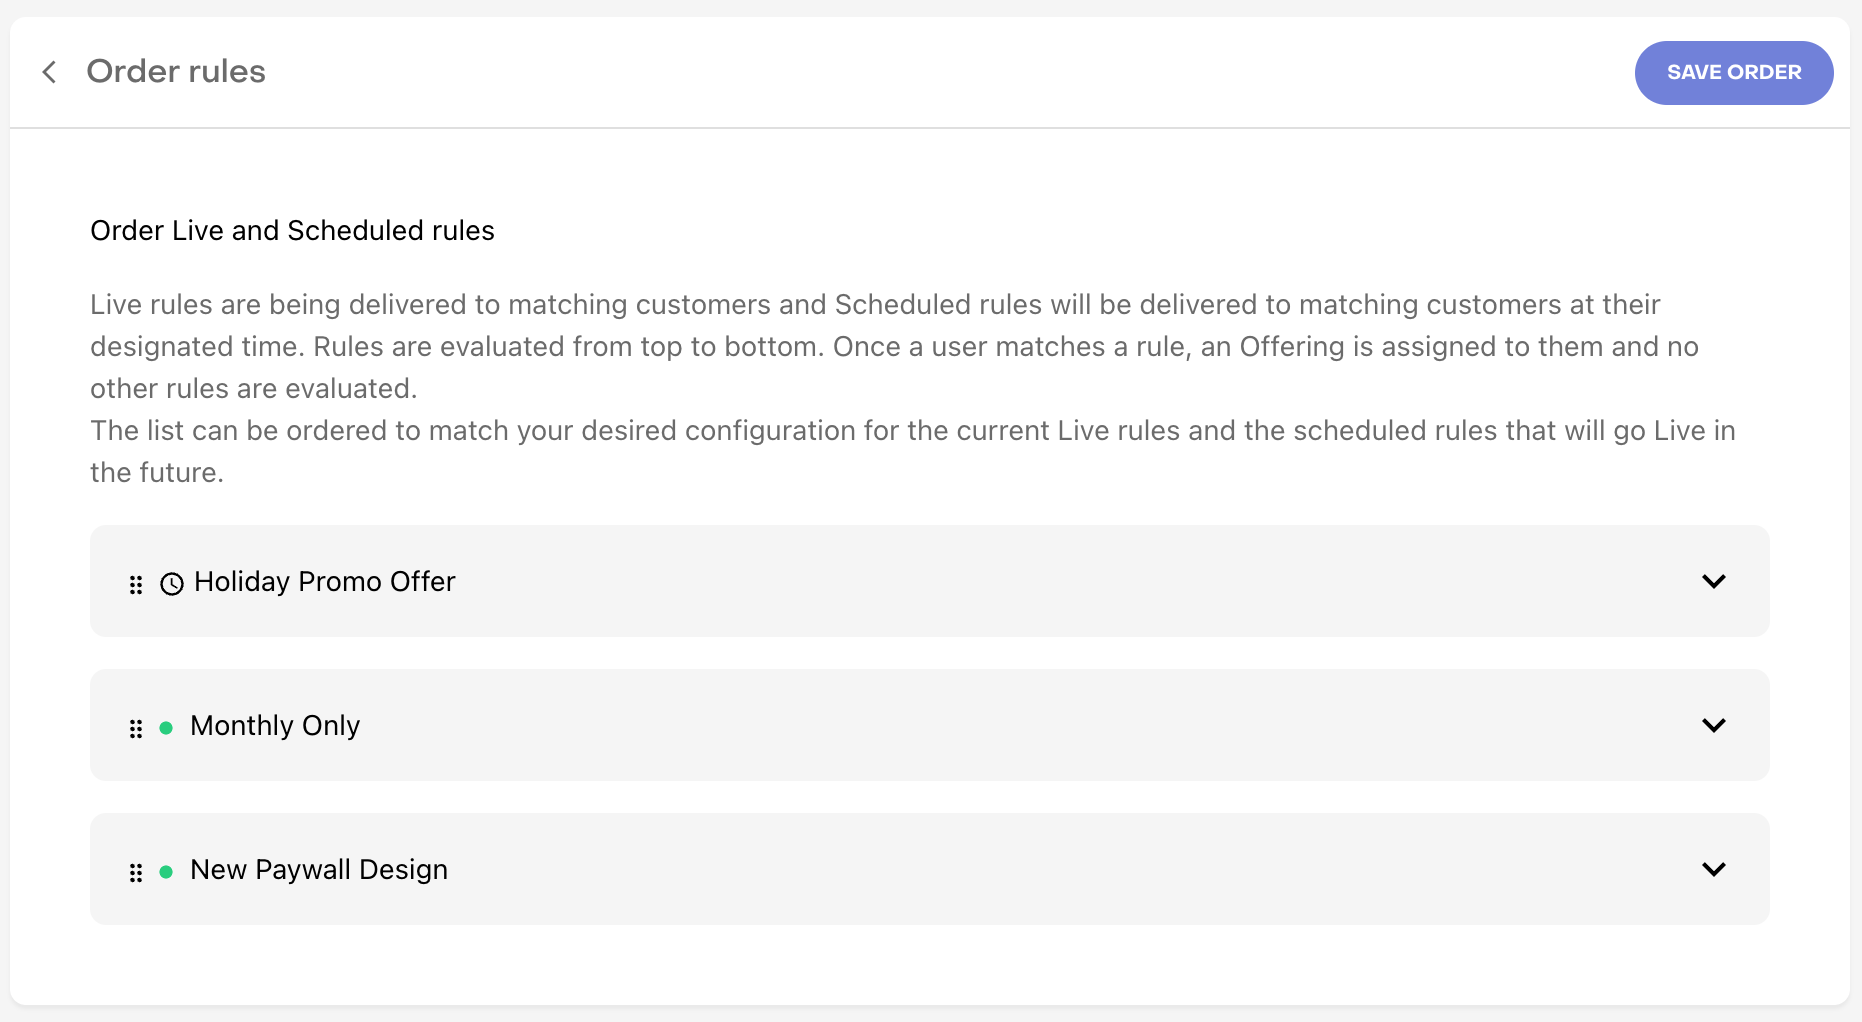 Order rules
SAVE ORDER
Order Live and Scheduled rules
Live rules are being delivered to matching customers and Scheduled rules will be delivered to matching customers at their
designated time. Rules are evaluated from top to bottom. Once a user matches a rule, an Offering is assigned to them and no
other rules are evaluated.
The list can be ordered to match your desired configuration for the current Live rules and the scheduled rules that will go Live in
the future.
Holiday Promo Offer
Monthly Only
New Paywall Design